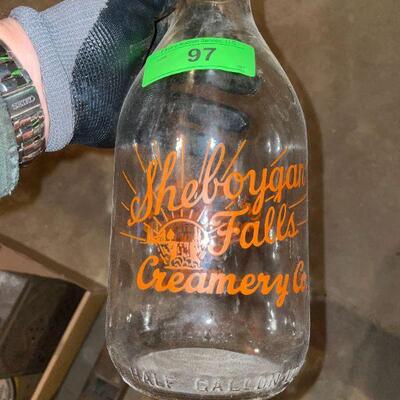 97
Sheboygan
Falls
Creamery Co
HALF GALLON